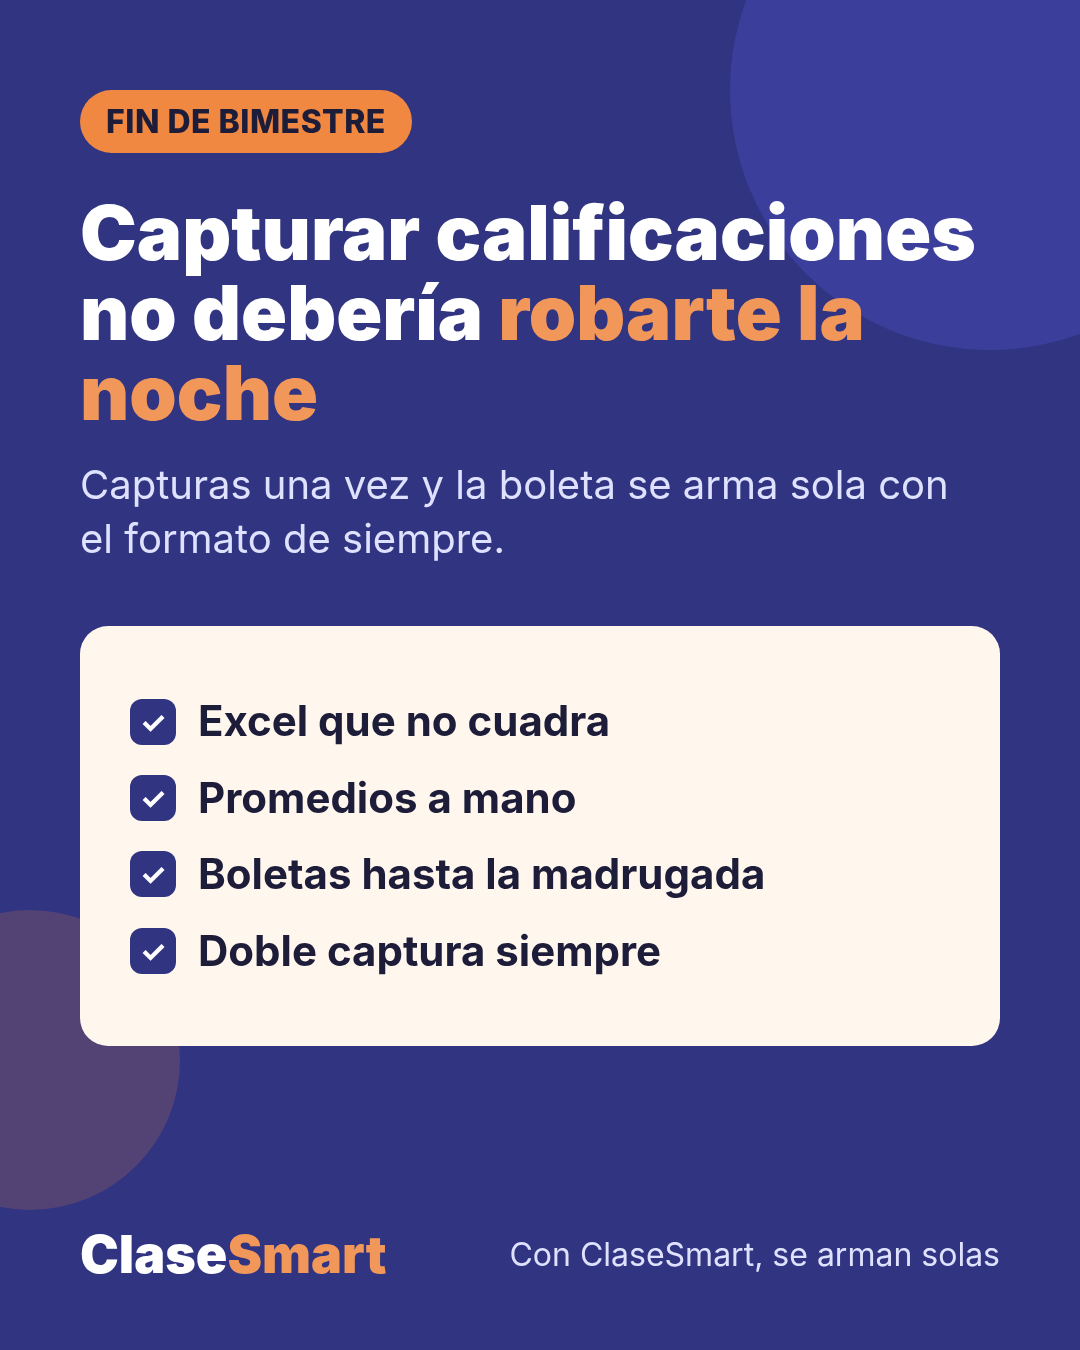 FIN DE BIMESTRE
Capturar calificaciones
no debería robarte la
noche
Capturas una vez y la boleta se arma sola con
el formato de siempre.
Excel que no cuadra
Promedios a mano
Boletas hasta la madrugada
Doble captura siempre
ClaseSmart
Con ClaseSmart, se arman solas